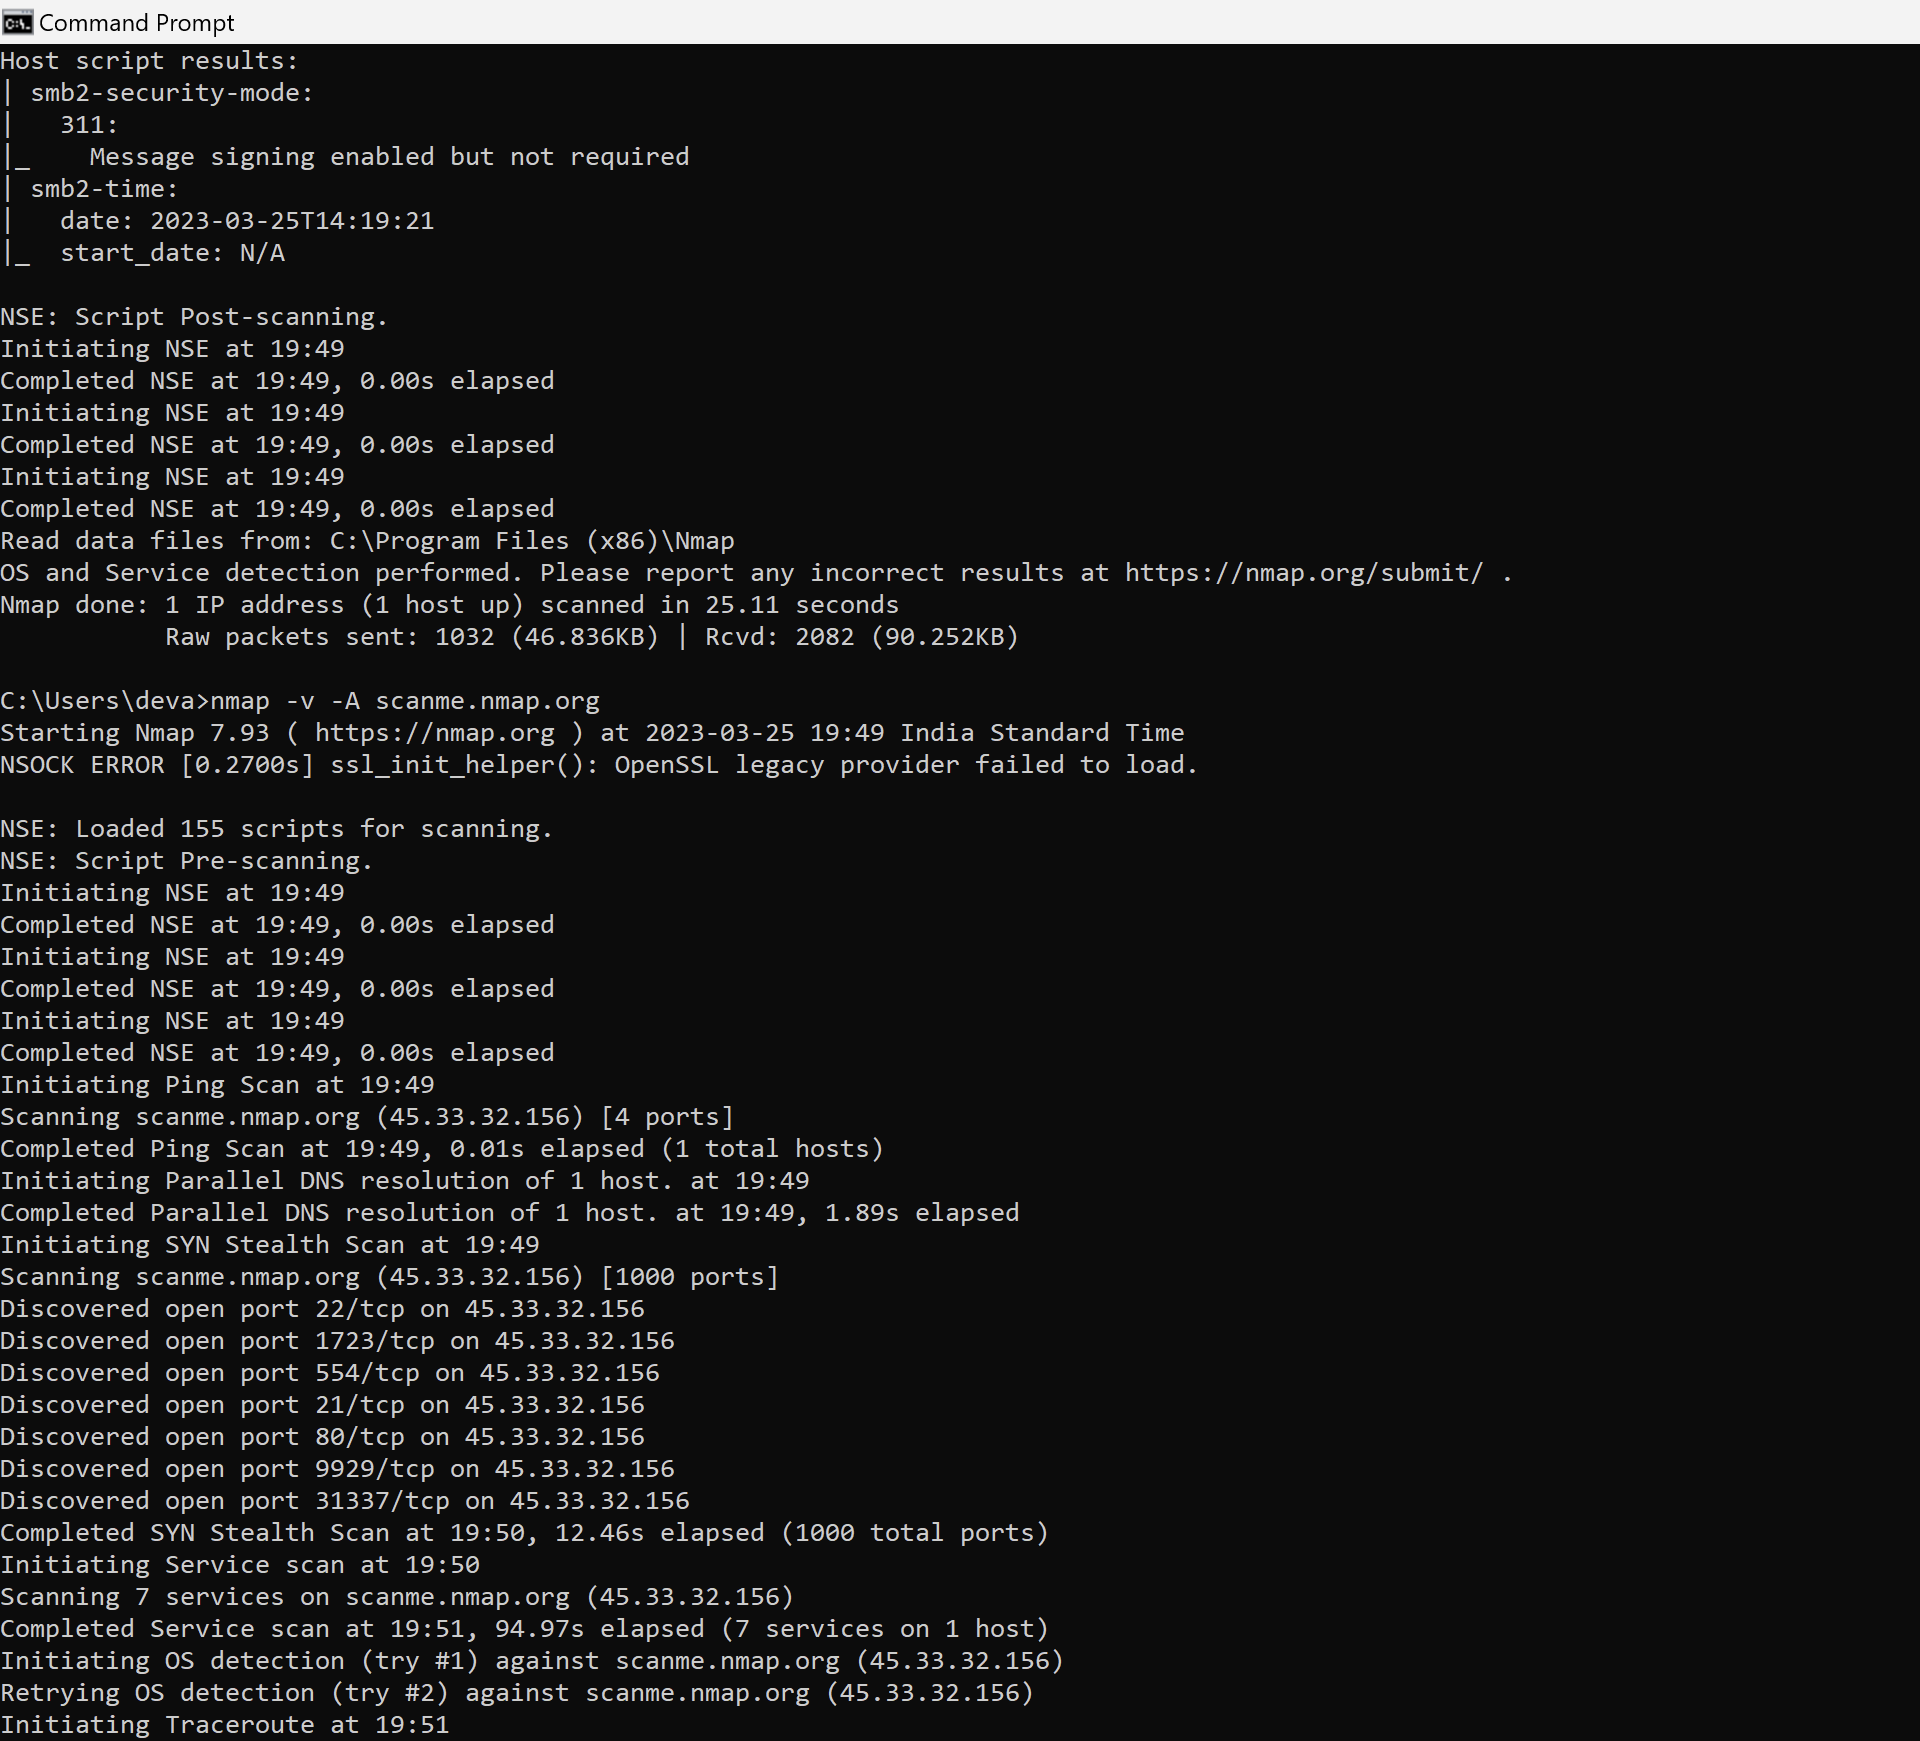 Command Prompt
Host script results:
| smb2-security-mode:
|   311:
|_    Message signing enabled but not required
| smb2-time:
|   date: 2023-03-25T14:19:21
|_  start_date: N/A

NSE: Script Post-scanning.
Initiating NSE at 19:49
Completed NSE at 19:49, 0.00s elapsed
Initiating NSE at 19:49
Completed NSE at 19:49, 0.00s elapsed
Initiating NSE at 19:49
Completed NSE at 19:49, 0.00s elapsed
Read data files from: C:\Program Files (x86)\Nmap
OS and Service detection performed. Please report any incorrect results at https://nmap.org/submit/ .
Nmap done: 1 IP address (1 host up) scanned in 25.11 seconds
           Raw packets sent: 1032 (46.836KB) | Rcvd: 2082 (90.252KB)

C:\Users\deva>nmap -v -A scanme.nmap.org
Starting Nmap 7.93 ( https://nmap.org ) at 2023-03-25 19:49 India Standard Time
NSOCK ERROR [0.2700s] ssl_init_helper(): OpenSSL legacy provider failed to load.

NSE: Loaded 155 scripts for scanning.
NSE: Script Pre-scanning.
Initiating NSE at 19:49
Completed NSE at 19:49, 0.00s elapsed
Initiating NSE at 19:49
Completed NSE at 19:49, 0.00s elapsed
Initiating NSE at 19:49
Completed NSE at 19:49, 0.00s elapsed
Initiating Ping Scan at 19:49
Scanning scanme.nmap.org (45.33.32.156) [4 ports]
Completed Ping Scan at 19:49, 0.01s elapsed (1 total hosts)
Initiating Parallel DNS resolution of 1 host. at 19:49
Completed Parallel DNS resolution of 1 host. at 19:49, 1.89s elapsed
Initiating SYN Stealth Scan at 19:49
Scanning scanme.nmap.org (45.33.32.156) [1000 ports]
Discovered open port 22/tcp on 45.33.32.156
Discovered open port 1723/tcp on 45.33.32.156
Discovered open port 554/tcp on 45.33.32.156
Discovered open port 21/tcp on 45.33.32.156
Discovered open port 80/tcp on 45.33.32.156
Discovered open port 9929/tcp on 45.33.32.156
Discovered open port 31337/tcp on 45.33.32.156
Completed SYN Stealth Scan at 19:50, 12.46s elapsed (1000 total ports)
Initiating Service scan at 19:50
Scanning 7 services on scanme.nmap.org (45.33.32.156)
Completed Service scan at 19:51, 94.97s elapsed (7 services on 1 host)
Initiating OS detection (try #1) against scanme.nmap.org (45.33.32.156)
Retrying OS detection (try #2) against scanme.nmap.org (45.33.32.156)
Initiating Traceroute at 19:51